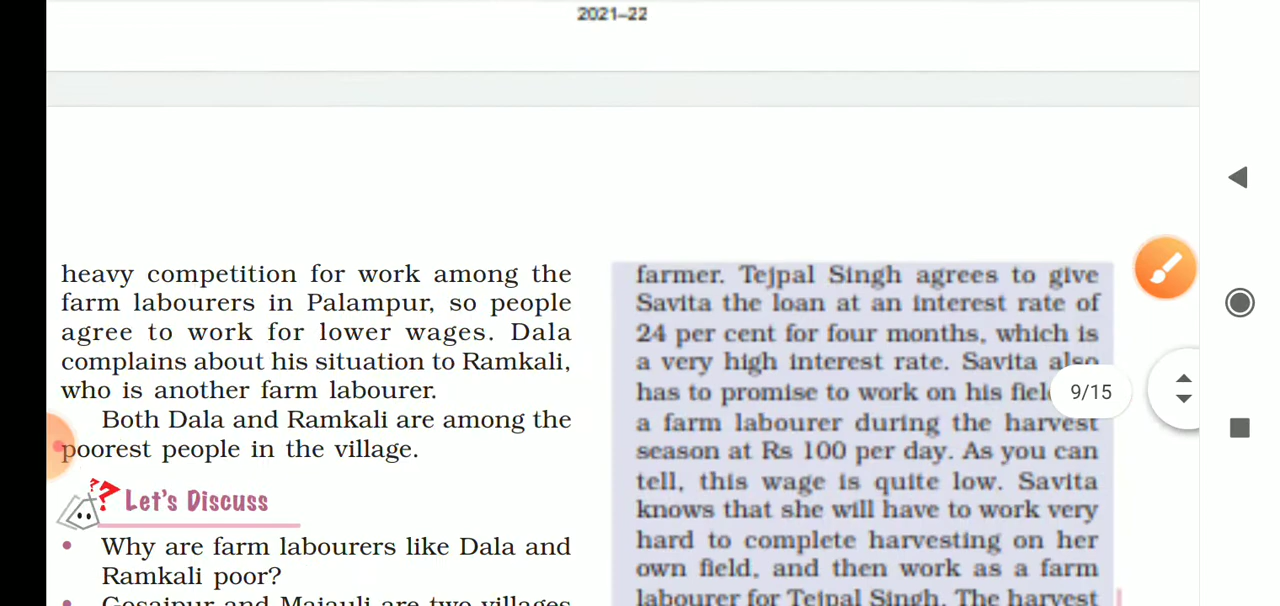 2021–22
heavy competition for work among the
farm labourers in Palampur, so people
agree to work for lower wages. Dala
complains about his situation to Ramkali,
who is another farm labourer.
Both Dala and Ramkali are among the
poorest people in the village.
Let's Discuss
• Why are farm labourers like Dala and
Ramkali poor?
• Gosaipur and Majauli are two villages
farmer. Tejpal Singh agrees to give
Savita the loan at an interest rate of
24 per cent for four months, which is
a very high interest rate. Savita also
has to promise to work on his
a farm labourer during the harvest
season at Rs 100 per day. As you can
tell, this wage is quite low. Savita
knows that she will have to work very
hard to complete harvesting on her
own field, and then work as a farm
labourer for Tejpal Singh. The harvest
9/15